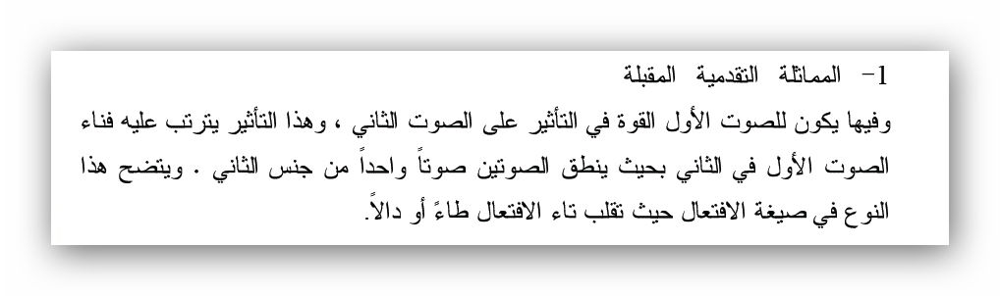 1- المماثلة التقدمية المقبلة
وفيها يكون للصوت الأول القوة في التأثير على الصوت الثاني ، وهذا التأثير يترتب عليه فناء
الصوت الأول في الثاني بحيث ينطق الصوتين صوتاً واحداً من جنس الثاني . ويتضح هذا
النوع في صيغة الافتعال حيث تقلب تاء الافتعال طاءً أو دالاً.